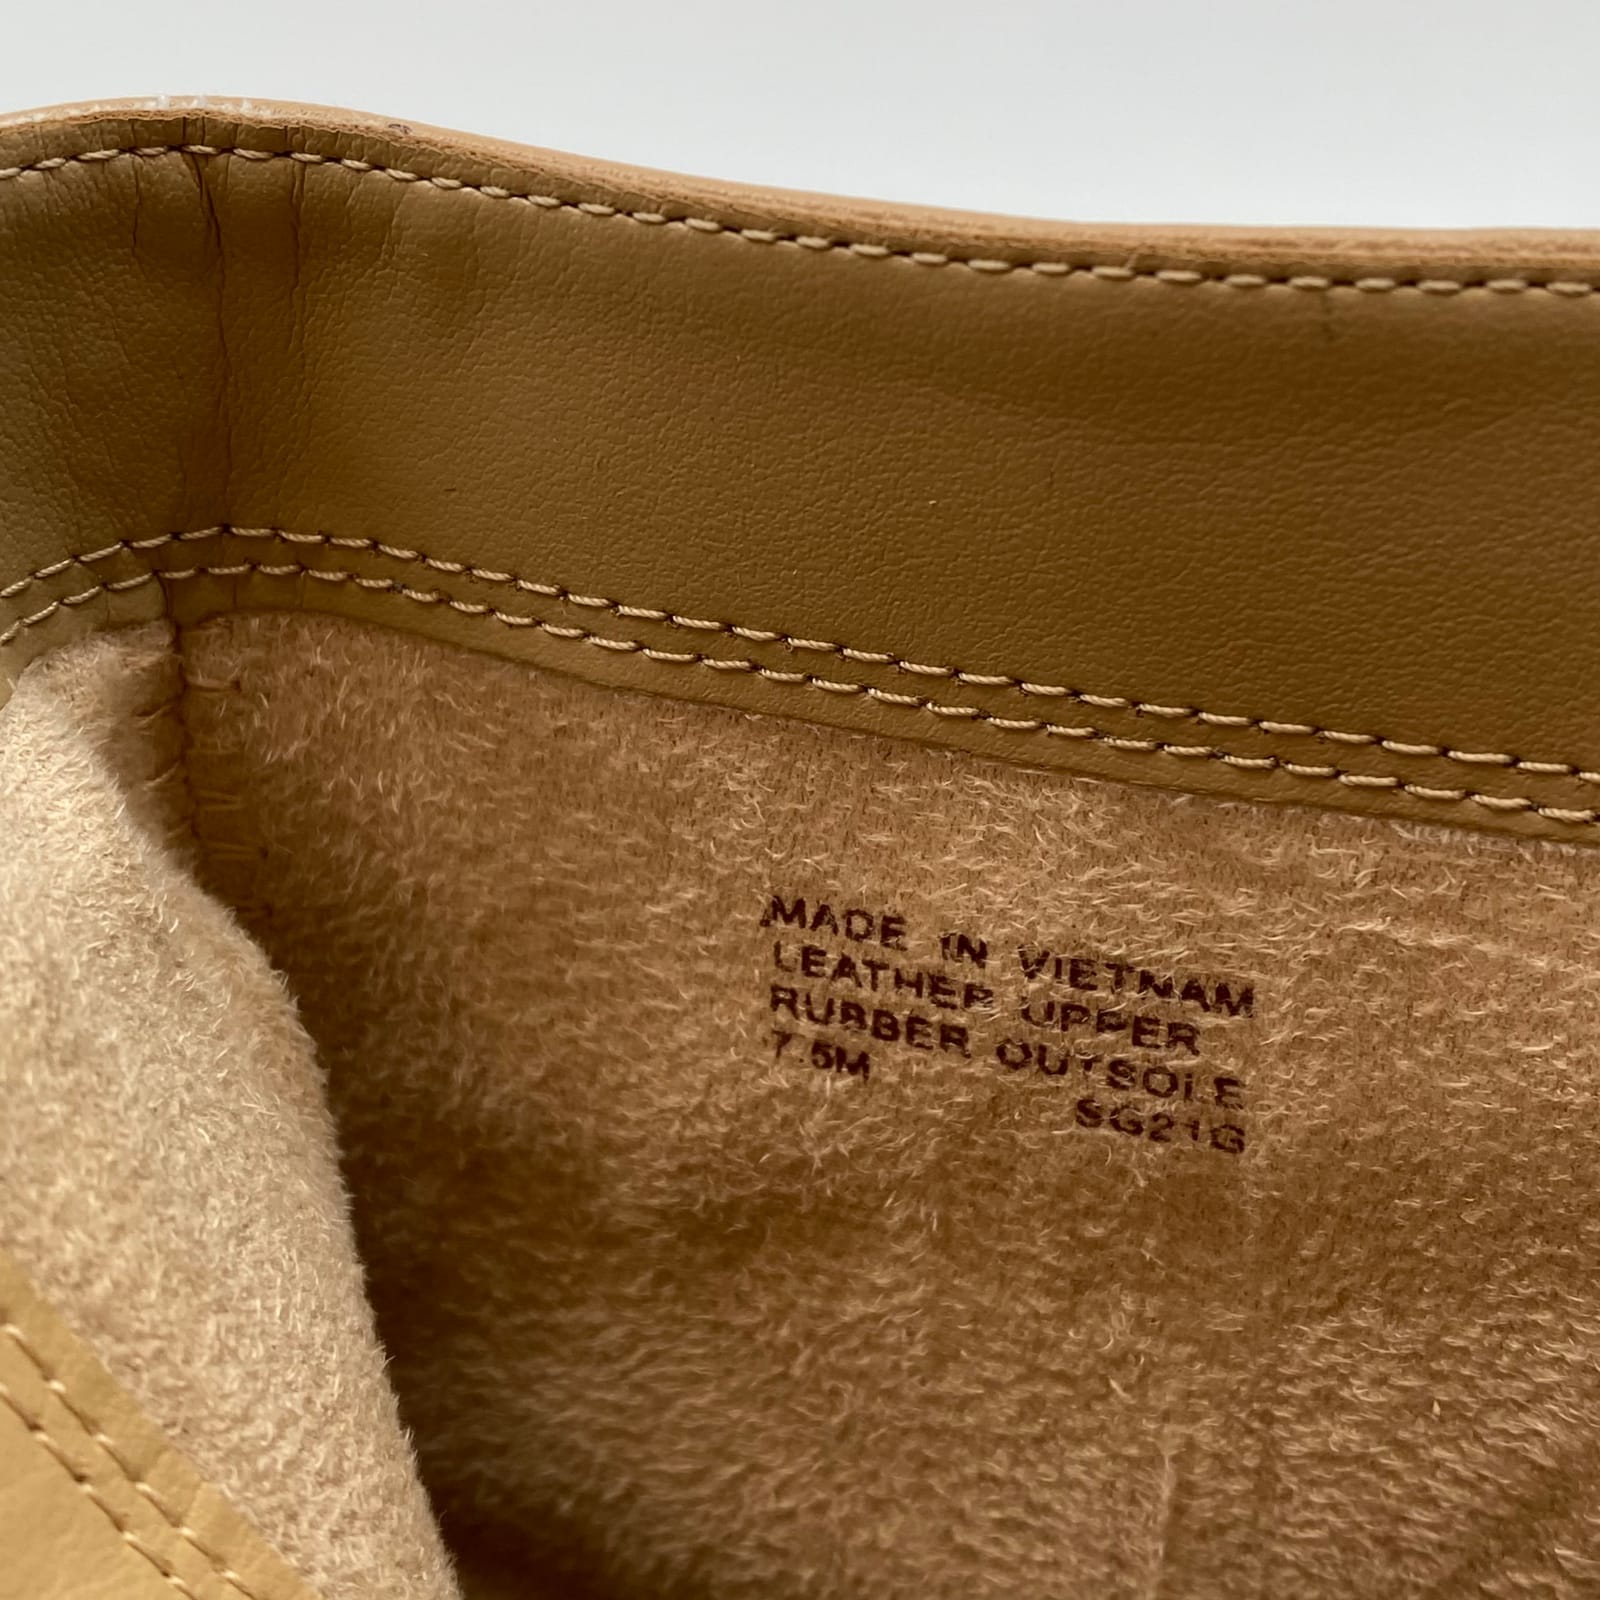 MADE IN VIETNAM
LEATHER UPPER
RUBBER OUTSOLE
7.5M
SG21G